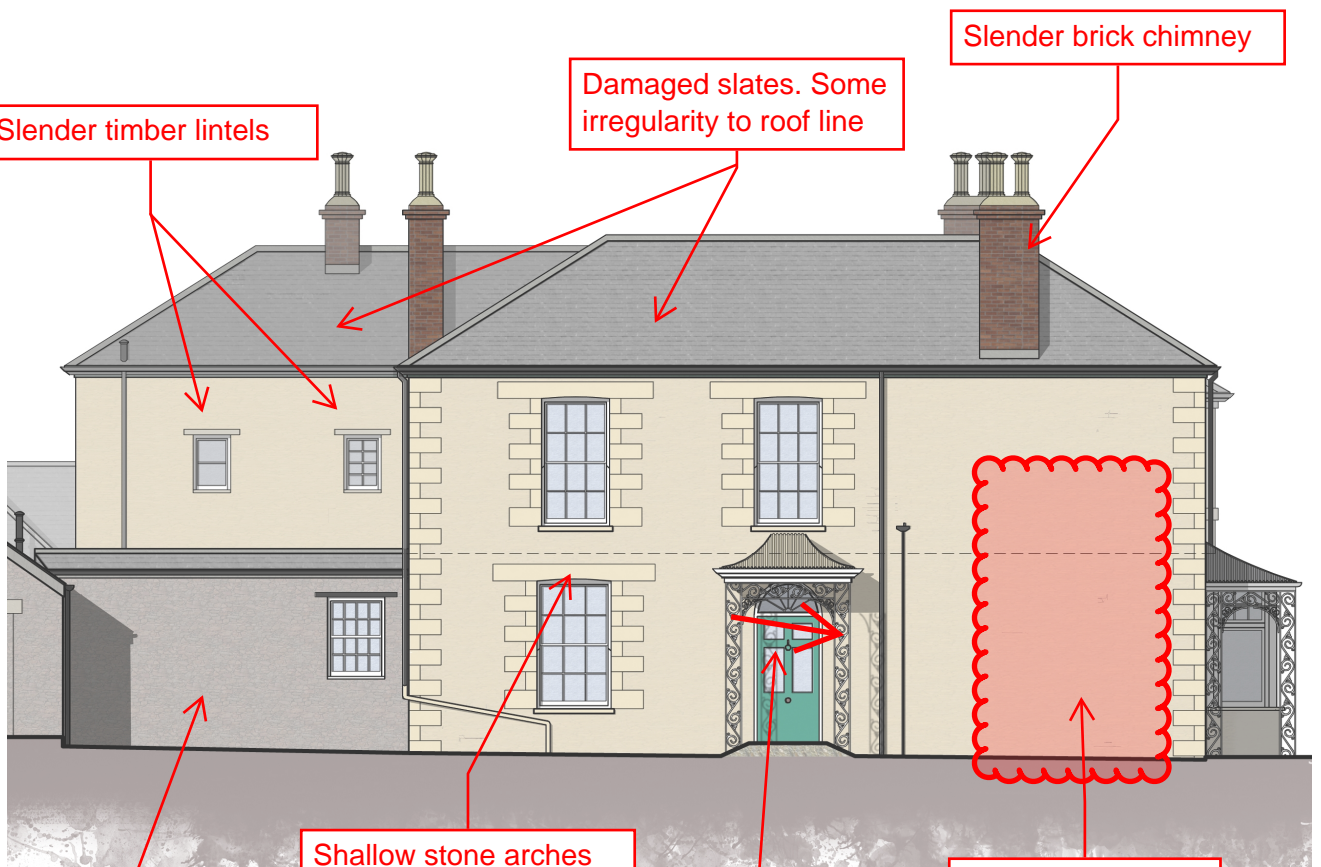 Slender brick chimney
Damaged slates. Some
irregularity to roof line
Slender timber lintels
Shallow stone arches